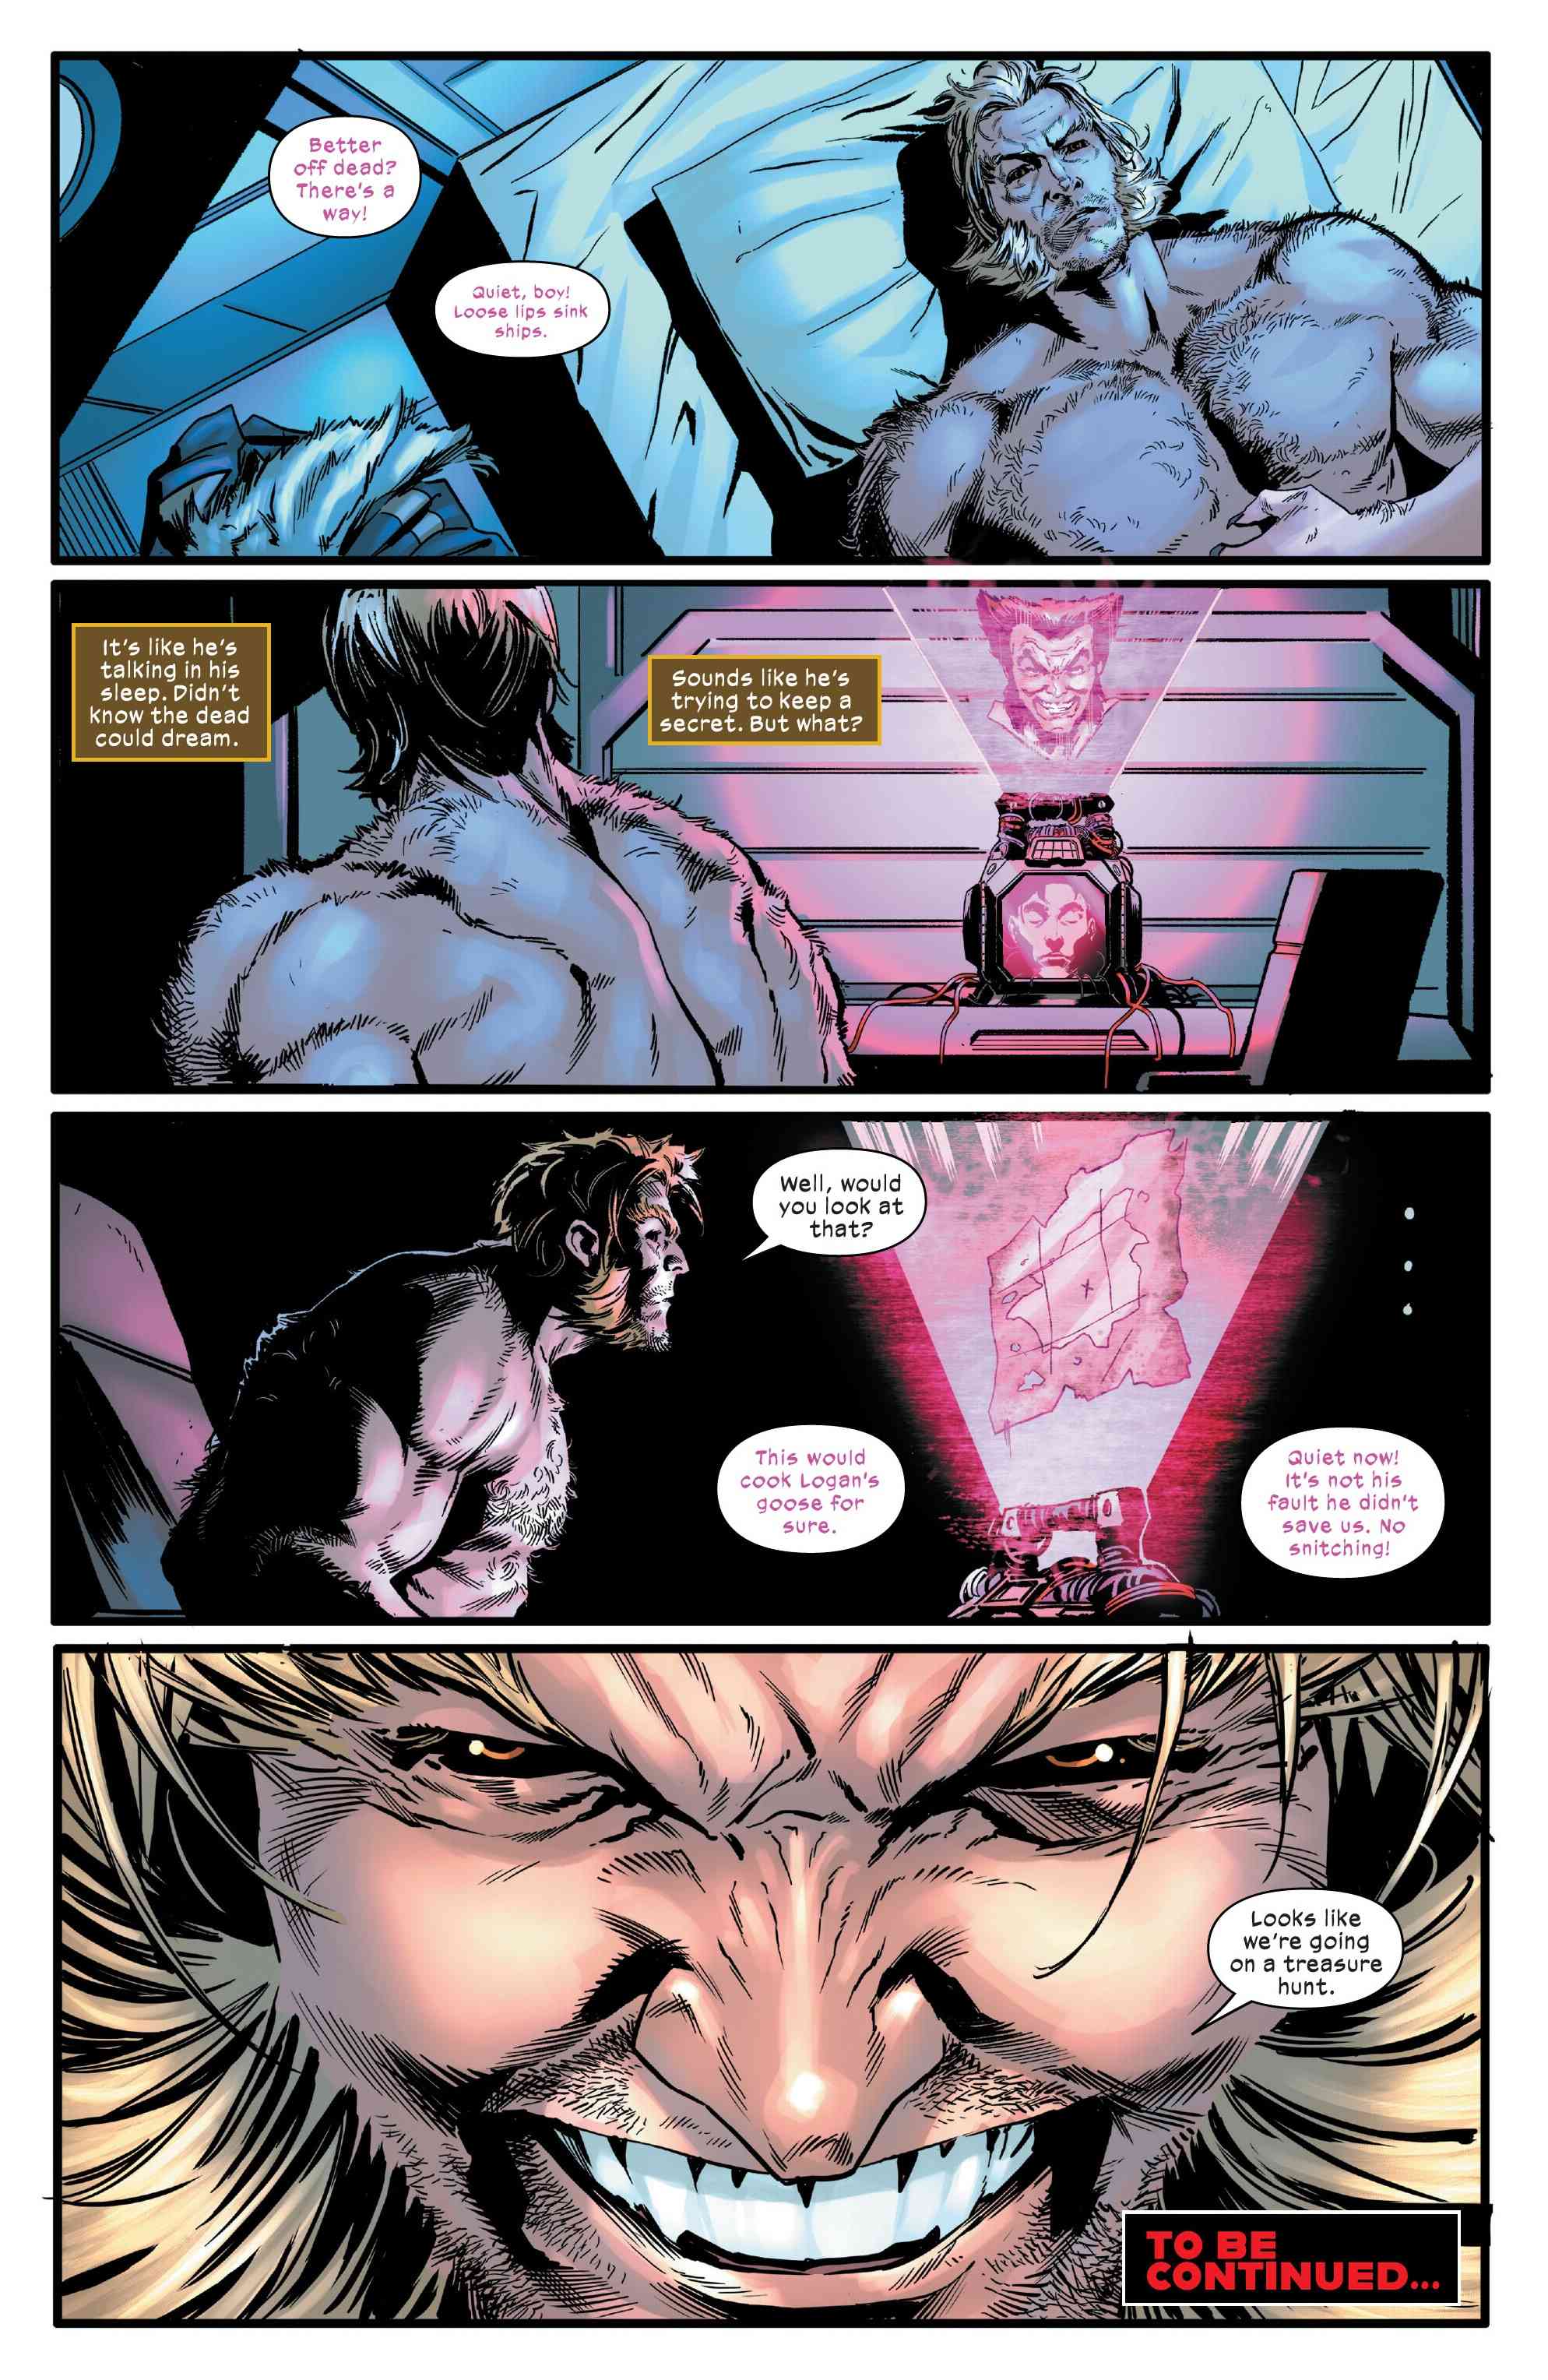 Better
off dead?
There's a
way!
Quiet, boy!
Loose lips sink
ships.
It's like he's
talking in his
sleep. Didn't
know the dead
could dream.
Sounds like he's
trying to keep a
secret. But what?
Well, would
you look at
that?
This would
cook Logan's
goose for
sure.
Quiet now!
It's not his
fault he didn't
save us. No
snitching!
Looks like
we're going
on a treasure
hunt.
TO BE
CONTINUED...